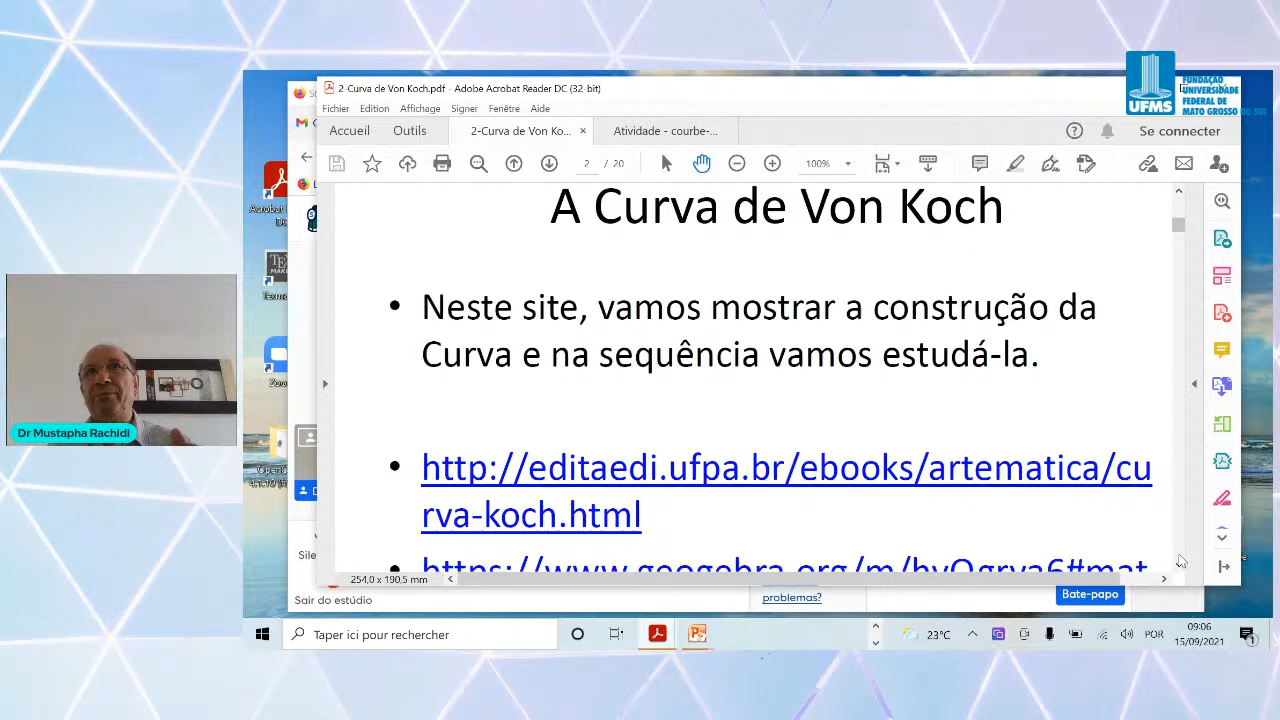 FUNDAÇÃO
UNIVERSIDADE
FEDERAL DE
MATO GROSSO DO SUL
UFMS
2-Curva de Von Koch.pdf - Adobe Acrobat Reader DC (32-bit)
Fichier Edition Affichage Signer Fenêtre Aide
Accueil Outils 2-Curva de Von Ko... × Atividade - courbe-... Se connecter
2 / 20 100%
A Curva de Von Koch
• Neste site, vamos mostrar a construção da
Curva e na sequência vamos estudá-la.
• http://editaedi.ufpa.br/ebooks/artematica/cu
rva-koch.html
254,0 x 190,5 mm
Dr Mustapha Rachidi
Acrobat
Sile
Sair do estúdio
problemas?
Bate-papo
Taper ici pour rechercher
23°C
POR
09:06
15/09/2021